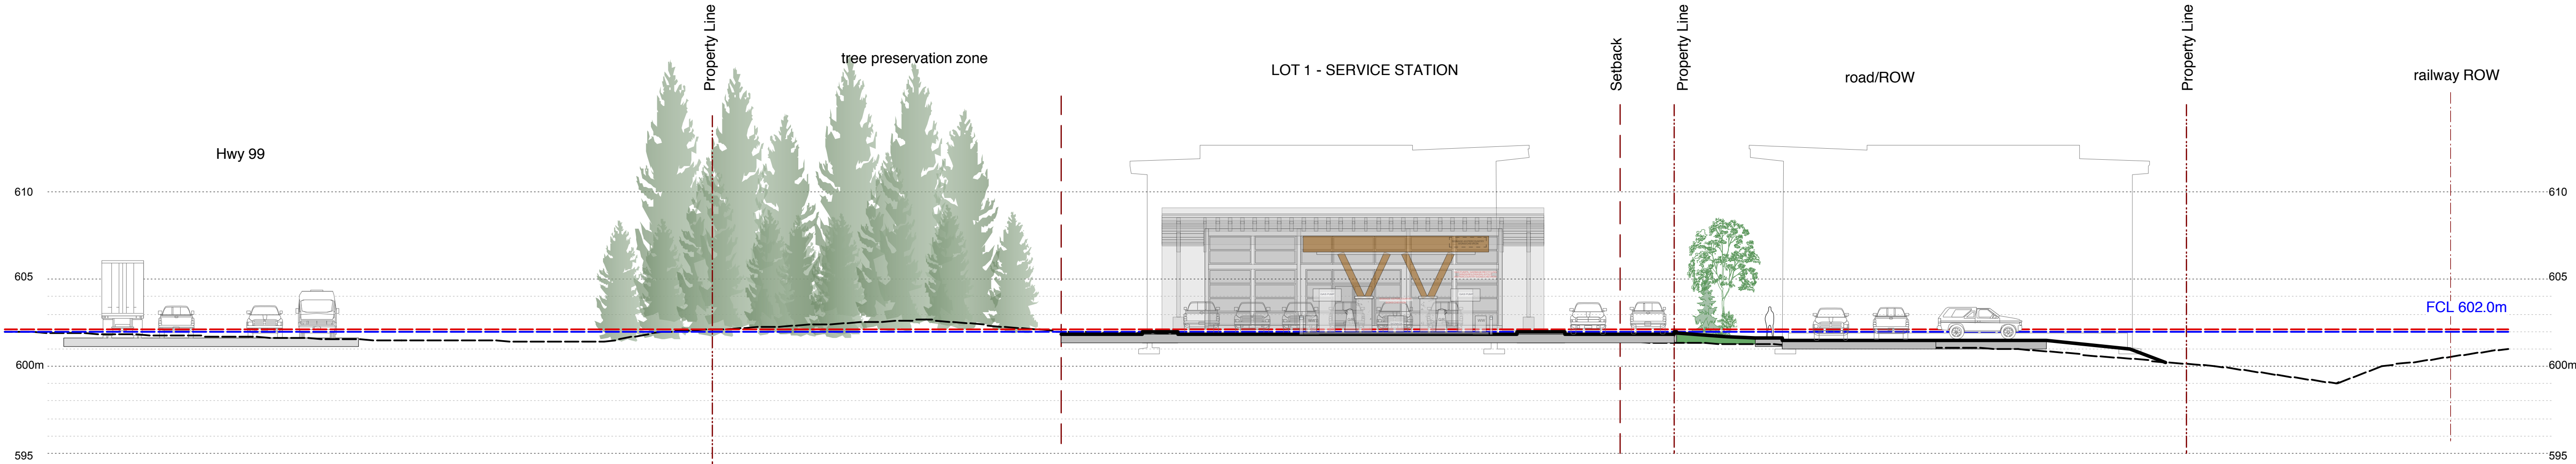 Property Line
tree preservation zone
LOT 1 - SERVICE STATION
Setback
Property Line
road/ROW
Property Line
railway ROW
Hwy 99
610
610
605
605
FCL 602.0m
600m
600m
595
595